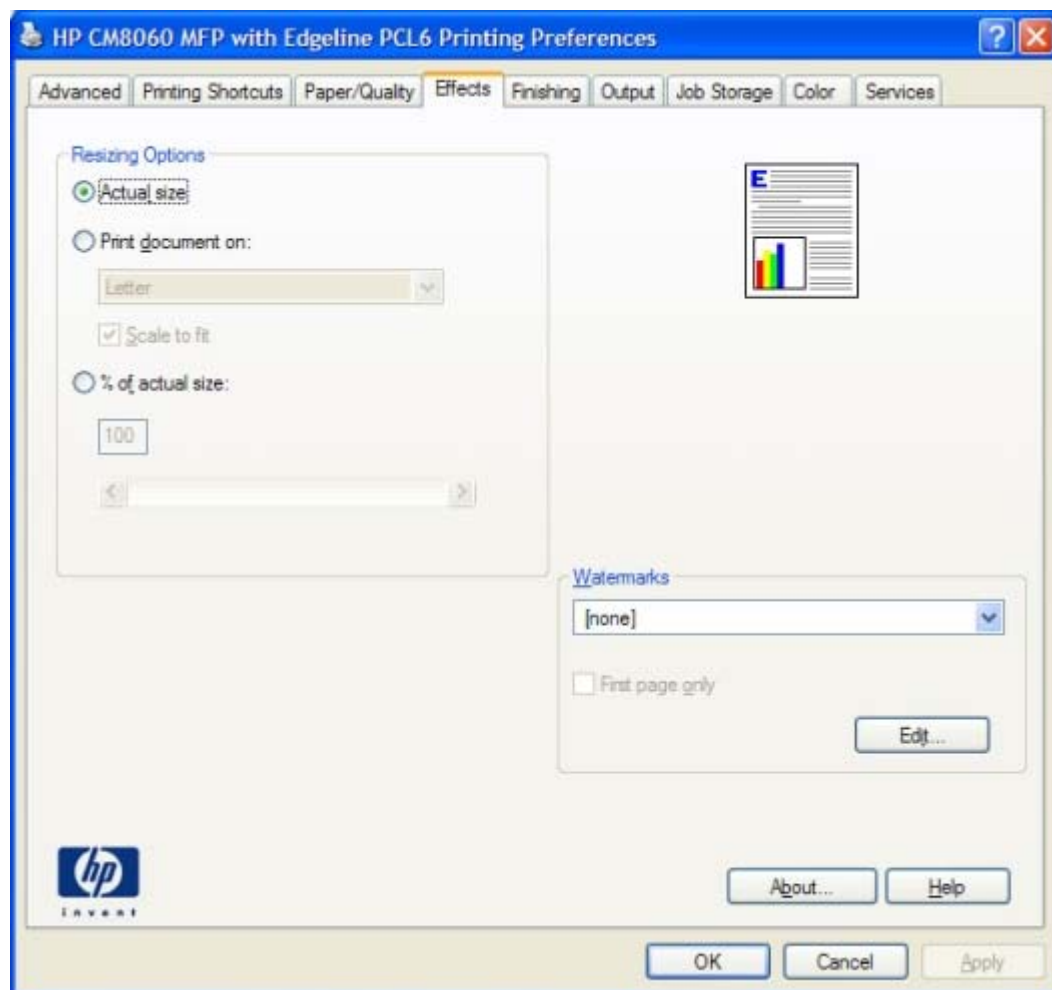 HP CM8060 MFP with Edgeline PCL6 Printing Preferences
Advanced Printing Shortcuts Paper/Quality Effects Finishing Output Job Storage Color Services
Resizing Options
Actual size
E
Print document on:
Letter
Scale to fit
% of actual size:
100
Watermarks
[none]
First page only
Edit...
hp
invent
About... Help
OK Cancel Apply